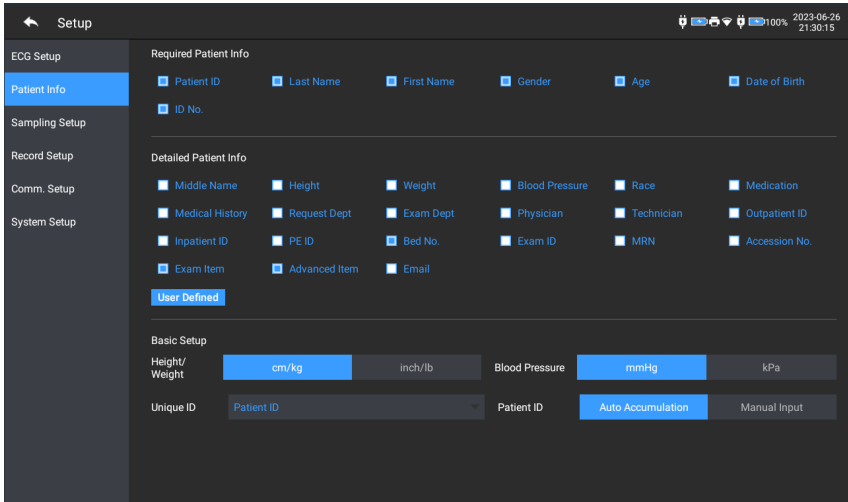 Setup
100%
2023-06-26
21:30:15
ECG Setup
Patient Info
Sampling Setup
Record Setup
Comm. Setup
System Setup
Required Patient Info
Patient ID Last Name First Name Gender Age Date of Birth
ID No.
Detailed Patient Info
Middle Name Height Weight Blood Pressure Race Medication
Medical History Request Dept Exam Dept Physician Technician Outpatient ID
Inpatient ID PE ID Bed No. Exam ID MRN Accession No.
Exam Item Advanced Item Email
User Defined
Basic Setup
Height/
Weight
cm/kg inch/lb Blood Pressure mmHg kPa
Unique ID Patient ID Patient ID Auto Accumulation Manual Input